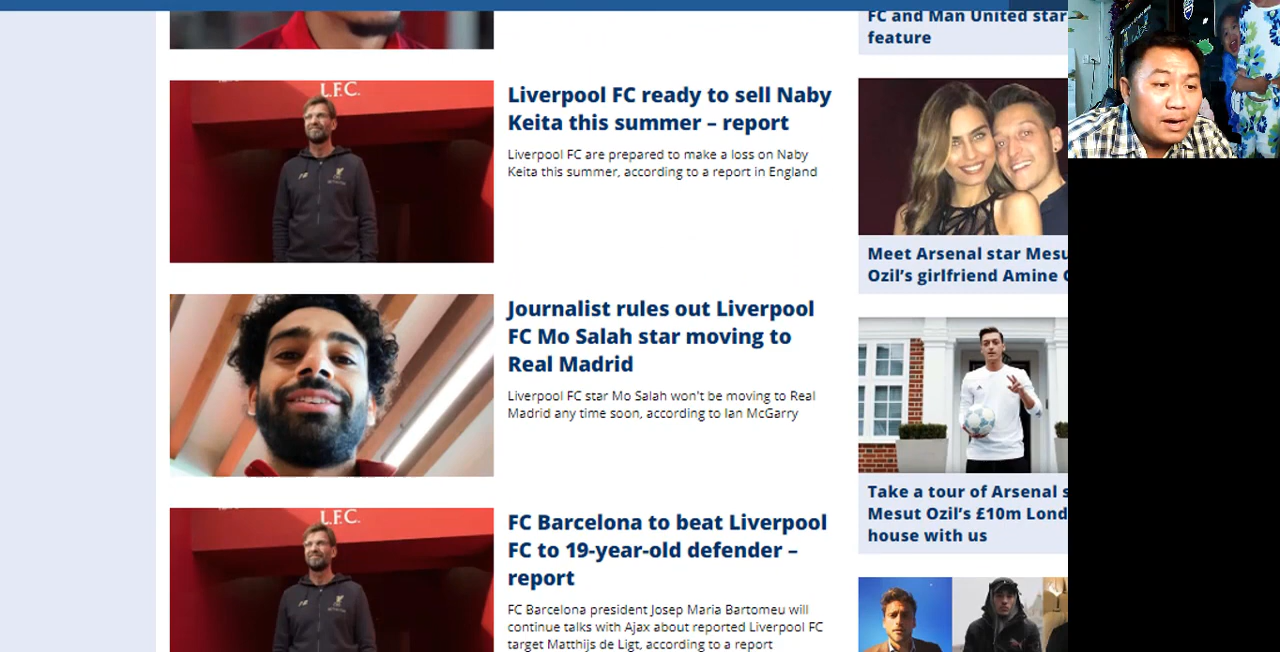 FC and Man United star
feature
L.F.C.
Liverpool FC ready to sell Naby
Keita this summer – report
Liverpool FC are prepared to make a loss on Naby
Keita this summer, according to a report in England
Meet Arsenal star Mesu
Ozil’s girlfriend Amine
Journalist rules out Liverpool
FC Mo Salah star moving to
Real Madrid
Liverpool FC star Mo Salah won't be moving to Real
Madrid any time soon, according to Ian McGarry
Take a tour of Arsenal s
Mesut Ozil’s £10m Lond
house with us
L.F.C.
FC Barcelona to beat Liverpool
FC to 19-year-old defender –
report
FC Barcelona president Josep Maria Bartomeu will
continue talks with Ajax about reported Liverpool FC
target Matthijs de Ligt, according to a report